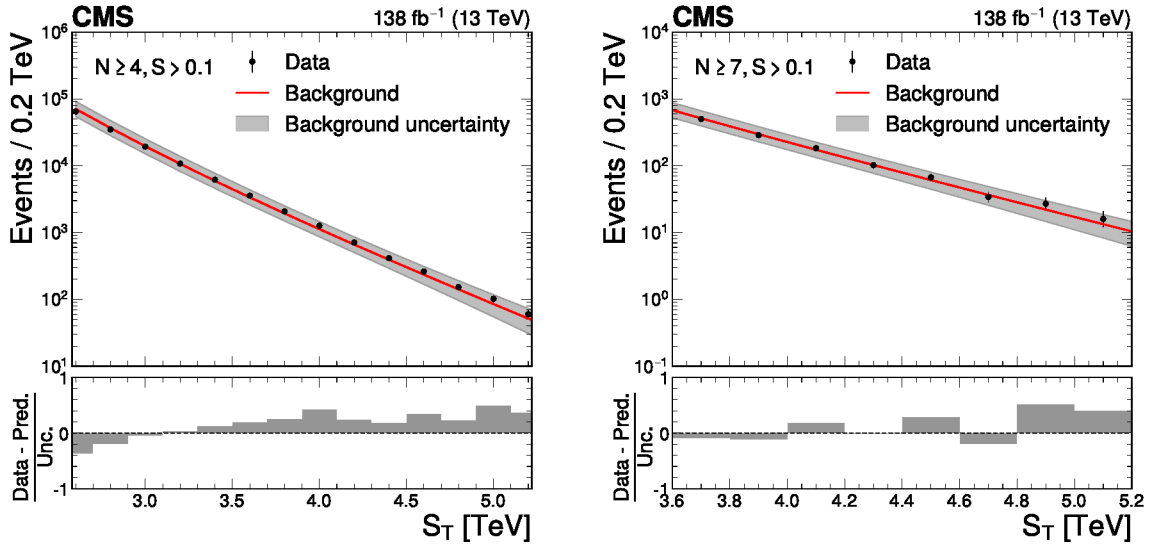 CMS 138 fb⁻¹ (13 TeV)
Events / 0.2 TeV
10⁶
10⁵
10⁴
10³
10²
10¹
N ≥ 4, S > 0.1
Data
Background
Background uncertainty
Data - Pred.
Unc.
1
0
-1
3.0 3.5 4.0 4.5 5.0
S_T [TeV]
CMS 138 fb⁻¹ (13 TeV)
Events / 0.2 TeV
10⁴
10³
10²
10¹
10⁰
10⁻¹
N ≥ 7, S > 0.1
Data
Background
Background uncertainty
Data - Pred.
Unc.
1
0
-1
3.6 3.8 4.0 4.2 4.4 4.6 4.8 5.0 5.2
S_T [TeV]